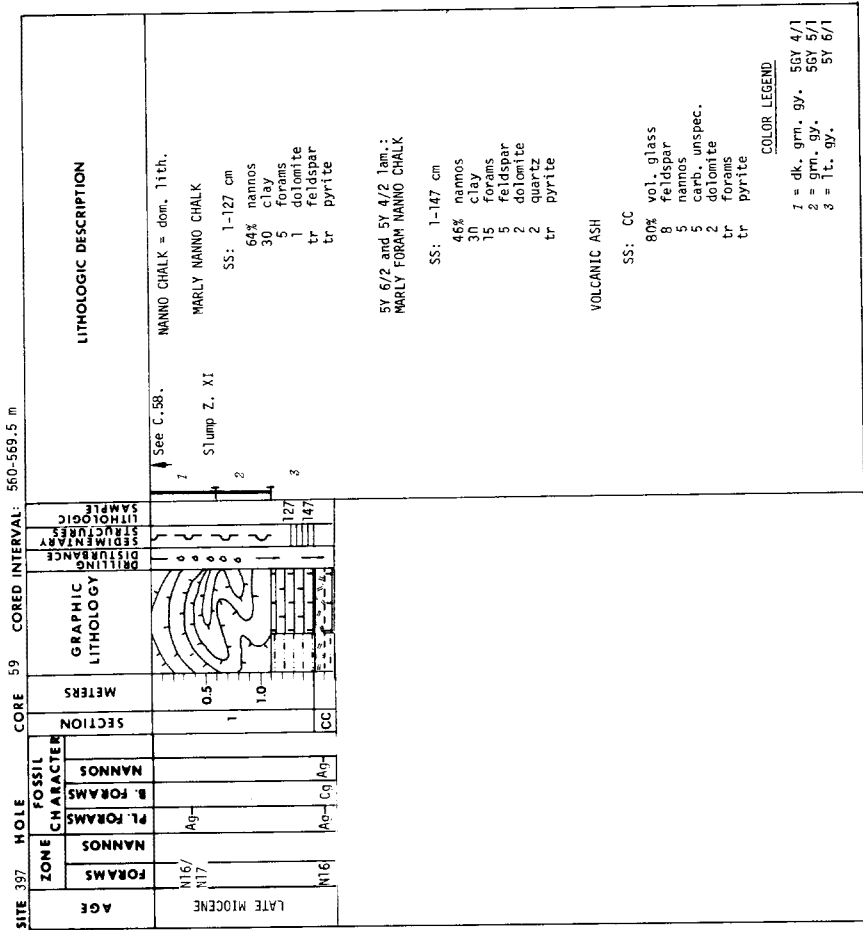 SITE 397 HOLE CORE 59 CORED INTERVAL: 560-569.5 m
AGE
ZONE
FORAMS
NANNOS
FOSSIL CHARACTER
PL. FORAMS
B. FORAMS
NANNOS
SECTION
METERS
GRAPHIC LITHOLOGY
DRILLING DISTURBANCE
SEDIMENTARY STRUCTURES
LITHOLOGIC SAMPLE
LITHOLOGIC DESCRIPTION
LATE MIOCENE
N16/
N17
N16
Ag
Ag
Cg
Ag
1
CC
0.5
1.0
127
147
1
2
3
See C.58.
Slump Z. XI
NANNO CHALK = dom. lith.
MARLY NANNO CHALK
SS: 1-127 cm
64% nannos
30 clay
5 forams
1 dolomite
tr feldspar
tr pyrite
5Y 6/2 and 5Y 4/2 lam.:
MARLY FORAM NANNO CHALK
SS: 1-147 cm
46% nannos
30 clay
15 forams
5 feldspar
2 dolomite
2 quartz
tr pyrite
VOLCANIC ASH
SS: CC
80% vol. glass
8 feldspar
5 nannos
5 carb. unspec.
2 dolomite
tr forams
tr pyrite
COLOR LEGEND
1 = dk. grn. gy. 5GY 4/1
2 = grn. gy. 5GY 5/1
3 = lt. gy. 5Y 6/1